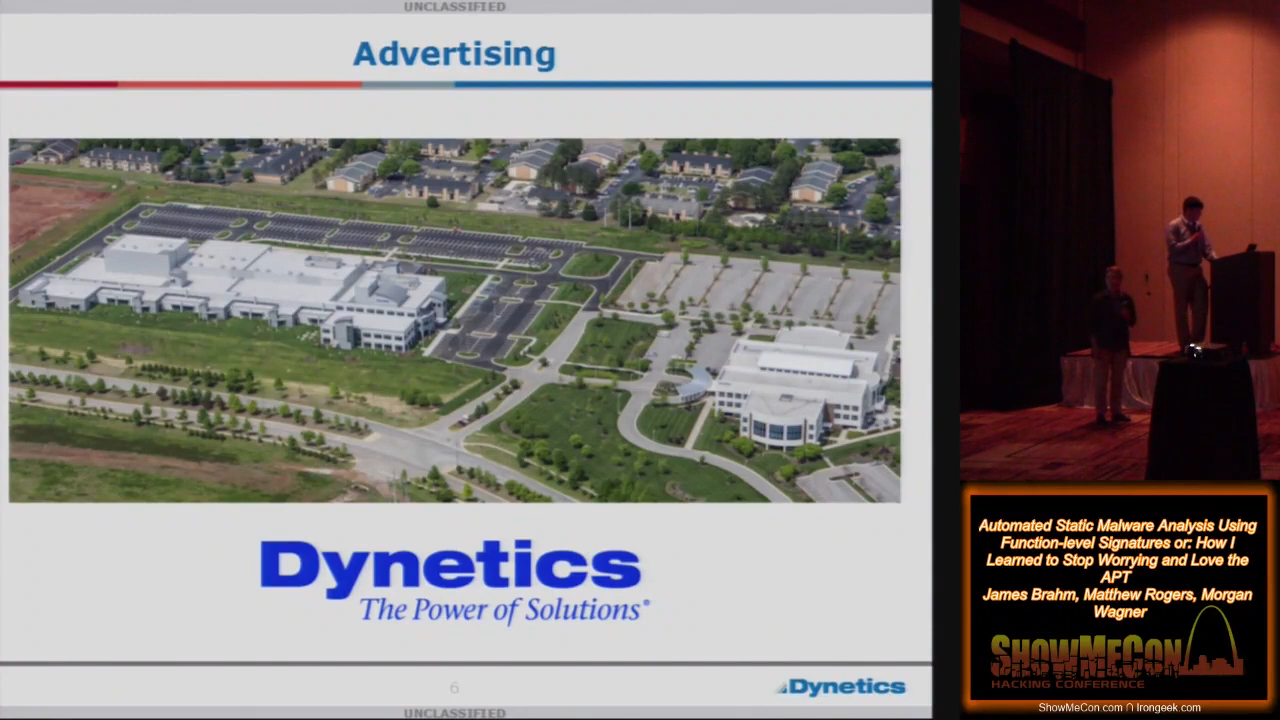 UNCLASSIFIED
Advertising
Dynetics
The Power of Solutions®
6
Dynetics
UNCLASSIFIED
Automated Static Malware Analysis Using
Function-level Signatures or: How I
Learned to Stop Worrying and Love the
APT
James Brahm, Matthew Rogers, Morgan
Wagner
SHOWMECON
HACKING CONFERENCE
ShowMeCon.com ∩ Irongeek.com